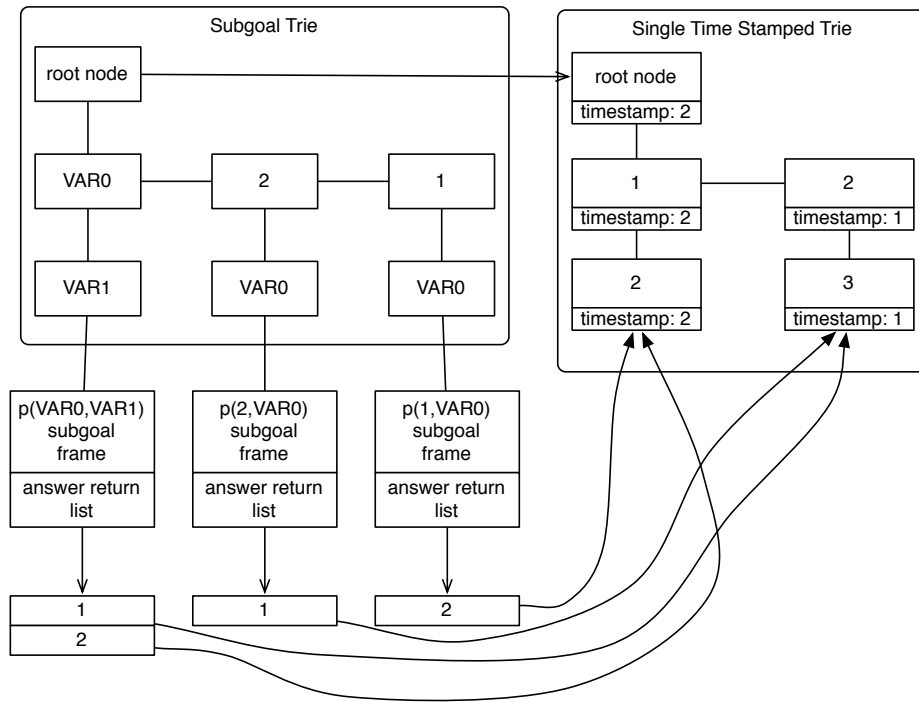 Subgoal Trie
Single Time Stamped Trie
root node
root node
timestamp: 2
VAR0
2
1
1
timestamp: 2
2
timestamp: 1
VAR1
VAR0
VAR0
2
timestamp: 2
3
timestamp: 1
p(VAR0,VAR1)
subgoal
frame
answer return
list
p(2,VAR0)
subgoal
frame
answer return
list
p(1,VAR0)
subgoal
frame
answer return
list
1
2
1
2